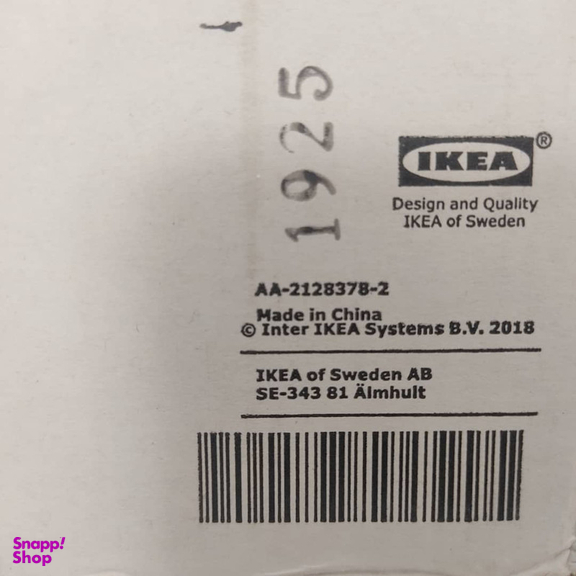 1925
IKEA®
Design and Quality
IKEA of Sweden
AA-2128378-2
Made in China
© Inter IKEA Systems B.V. 2018
IKEA of Sweden AB
SE-343 81 Älmhult
Snapp!
Shop